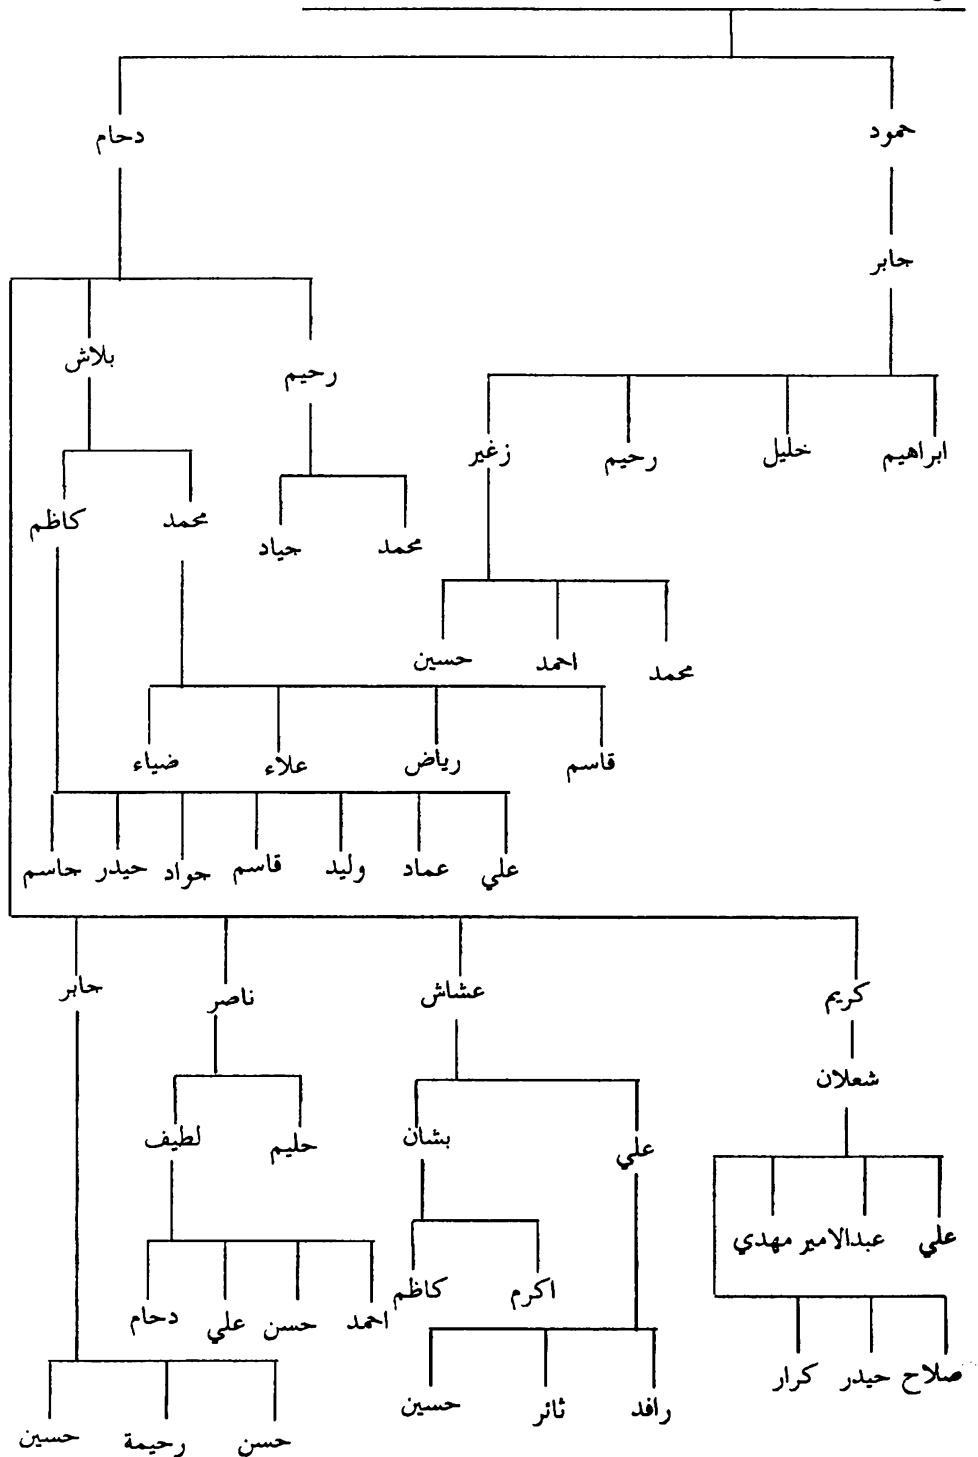 حمود
دحام
جابر
بلاش
رحيم
ابراهيم
خليل
رحيم
زغير
محمد
كاظم
محمد
جياد
محمد
احمد
حسين
قاسم
رياض
علاء
ضياء
علي
عماد
وليد
قاسم
جواد
حيدر
جاسم
كريم
عشاش
ناصر
جابر
شعلان
علي
بشان
حليم
لطيف
علي
عبدالامير
مهدي
اكرم
كاظم
احمد
حسن
علي
دحام
صلاح
حيدر
كرار
رافد
ثائر
حسين
حسن
رحيمة
حسين